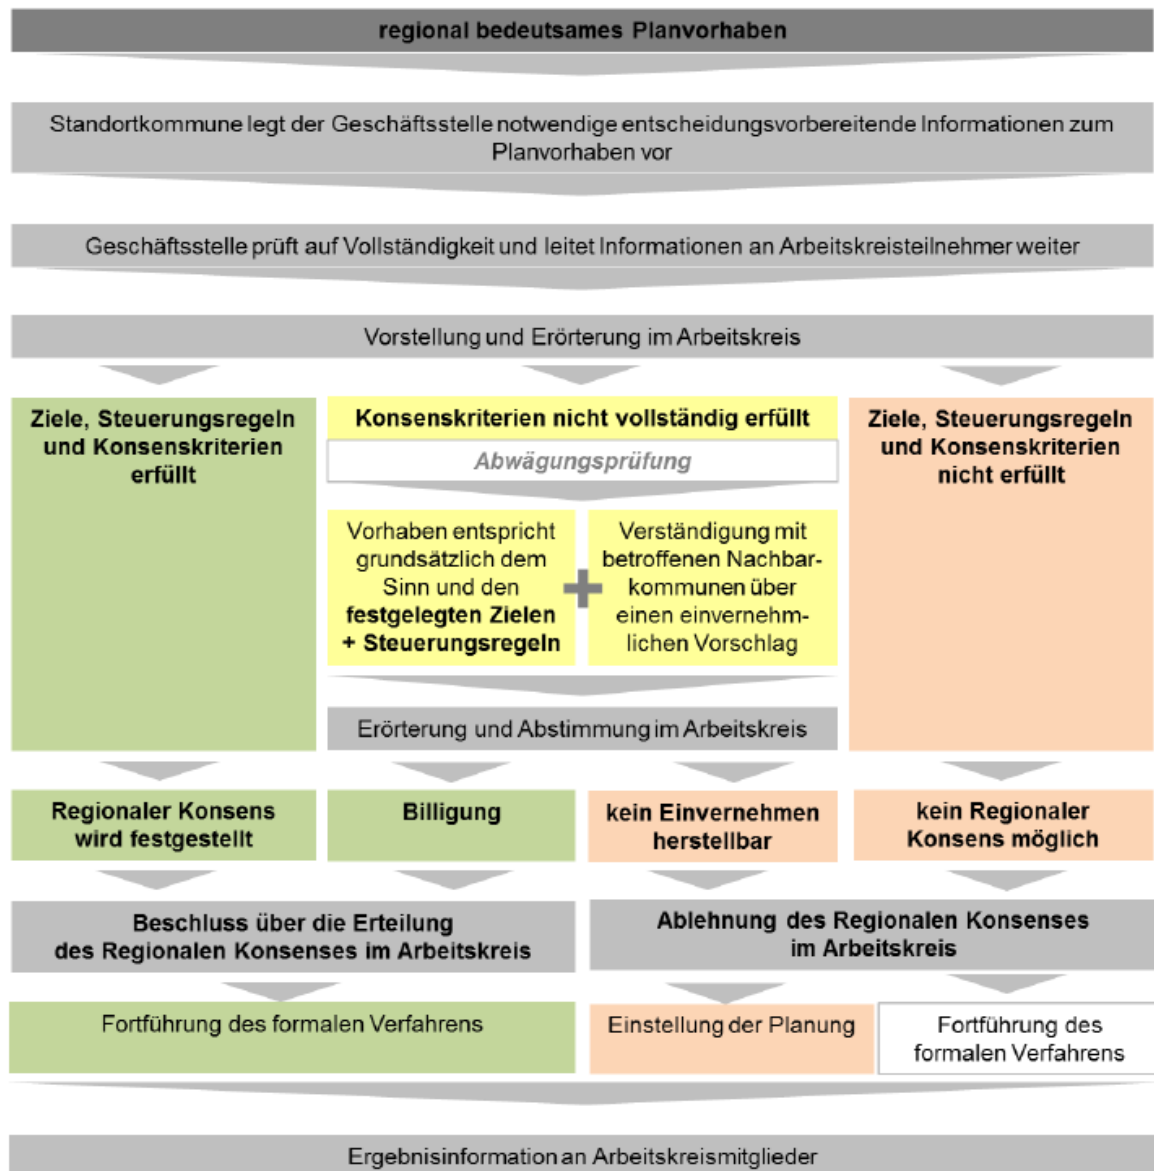 regional bedeutsames Planvorhaben
Standortkommune legt der Geschäftsstelle notwendige entscheidungsvorbereitende Informationen zum
Planvorhaben vor
Geschäftsstelle prüft auf Vollständigkeit und leitet Informationen an Arbeitskreisteilnehmer weiter
Vorstellung und Erörterung im Arbeitskreis
Ziele, Steuerungsregeln
und Konsenskriterien
erfüllt
Konsenskriterien nicht vollständig erfüllt
Abwägungsprüfung
Vorhaben entspricht
grundsätzlich dem
Sinn und den
festgelegten Zielen
+ Steuerungsregeln
Verständigung mit
betroffenen Nachbar-
kommunen über
einen einvernehm-
lichen Vorschlag
Ziele, Steuerungsregeln
und Konsenskriterien
nicht erfüllt
Erörterung und Abstimmung im Arbeitskreis
Regionaler Konsens
wird festgestellt
Billigung
kein Einvernehmen
herstellbar
kein Regionaler
Konsens möglich
Beschluss über die Erteilung
des Regionalen Konsenses im Arbeitskreis
Ablehnung des Regionalen Konsenses
im Arbeitskreis
Fortführung des formalen Verfahrens
Einstellung der Planung
Fortführung des
formalen Verfahrens
Ergebnisinformation an Arbeitskreismitglieder